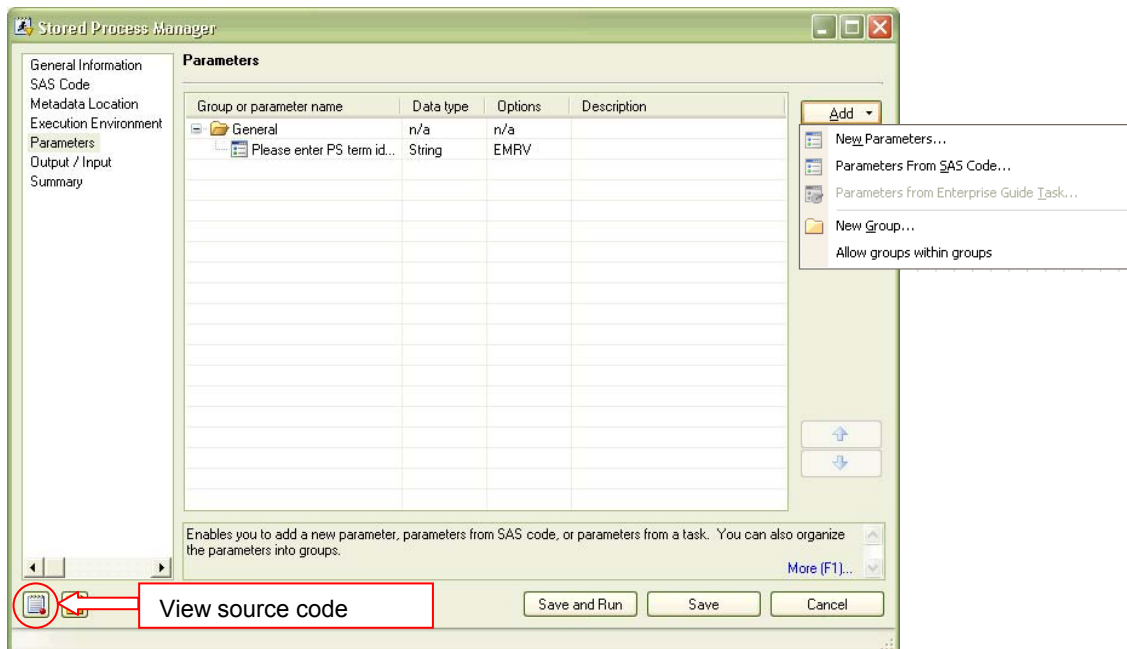 Stored Process Manager
General Information
SAS Code
Metadata Location
Execution Environment
Parameters
Output / Input
Summary
Parameters
Group or parameter name Data type Options Description
General n/a n/a
Please enter PS term id... String EMRV
Add
New Parameters...
Parameters From SAS Code...
Parameters from Enterprise Guide Task...
New Group...
Allow groups within groups
Enables you to add a new parameter, parameters from SAS code, or parameters from a task. You can also organize
the parameters into groups.
More (F1)...
View source code
Save and Run Save Cancel